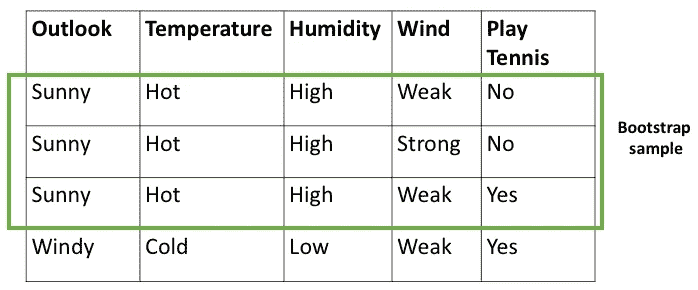 Outlook Temperature Humidity Wind Play Tennis
Sunny Hot High Weak No
Sunny Hot High Strong No
Sunny Hot High Weak Yes
Windy Cold Low Weak Yes
Bootstrap
sample